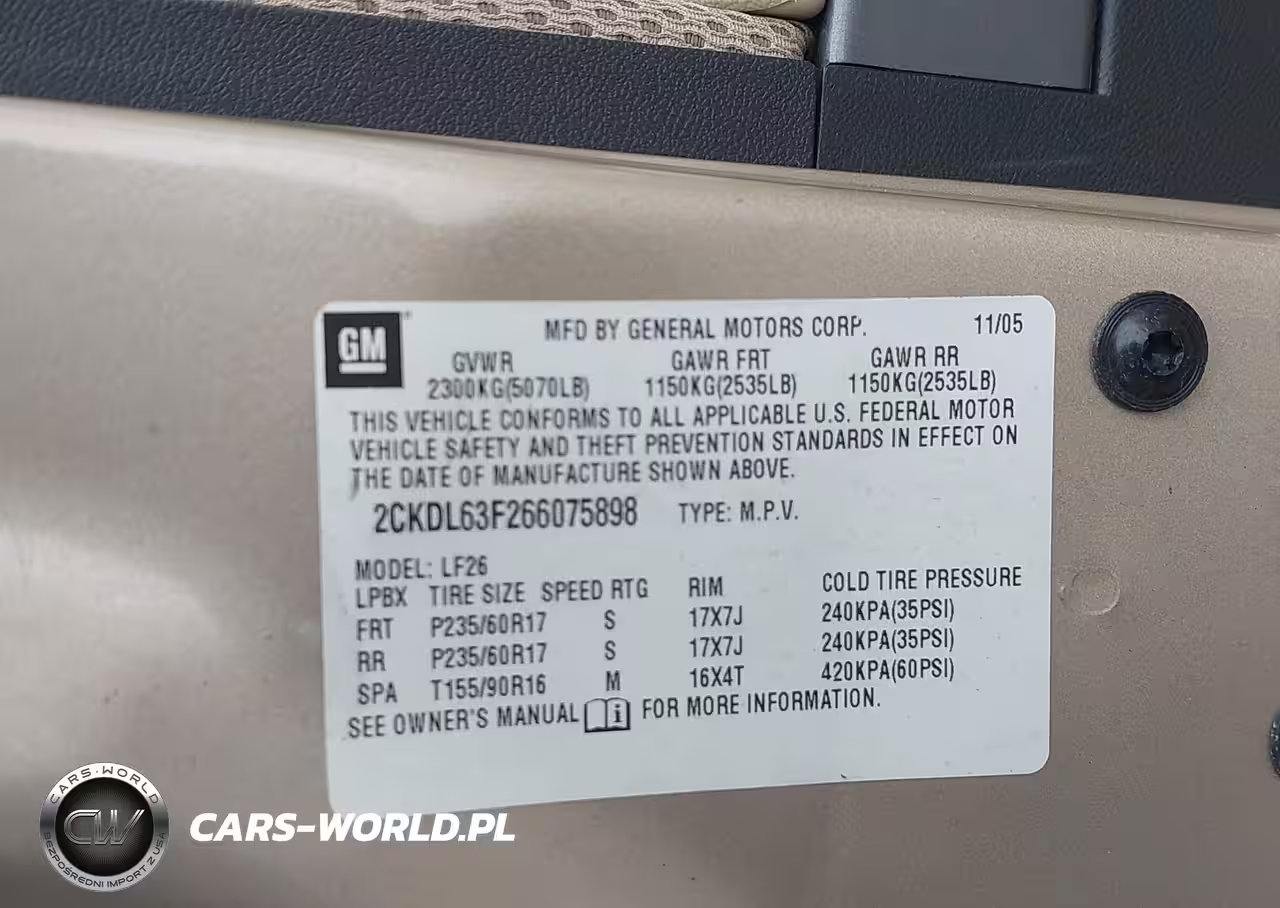 GM
MFD BY GENERAL MOTORS CORP. 11/05
GVWR GAWR FRT GAWR RR
2300KG(5070LB) 1150KG(2535LB) 1150KG(2535LB)
THIS VEHICLE CONFORMS TO ALL APPLICABLE U.S. FEDERAL MOTOR
VEHICLE SAFETY AND THEFT PREVENTION STANDARDS IN EFFECT ON
THE DATE OF MANUFACTURE SHOWN ABOVE.
2CKDL63F266075898 TYPE: M.P.V.
MODEL: LF26
LPBX TIRE SIZE SPEED RTG RIM COLD TIRE PRESSURE
FRT P235/60R17 S 17X7J 240KPA(35PSI)
RR P235/60R17 S 17X7J 240KPA(35PSI)
SPA T155/90R16 M 16X4T 420KPA(60PSI)
SEE OWNER'S MANUAL i FOR MORE INFORMATION.
CARS-WORLD
CW
BEZPOŚREDNI IMPORT Z USA
CARS-WORLD.PL